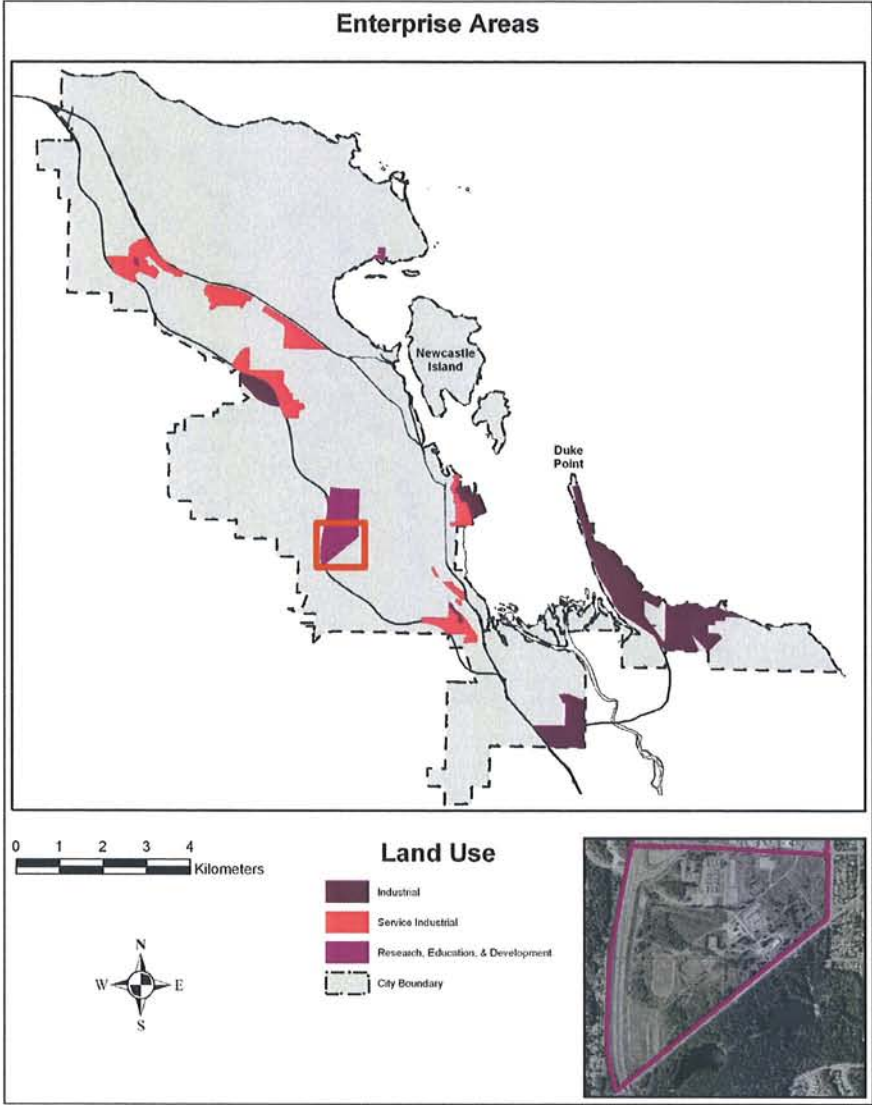 Enterprise Areas
Newcastle
Island
Duke
Point
0 1 2 3 4
Kilometers
Land Use
Industrial
Service Industrial
Research, Education, & Development
City Boundary
N
W E
S